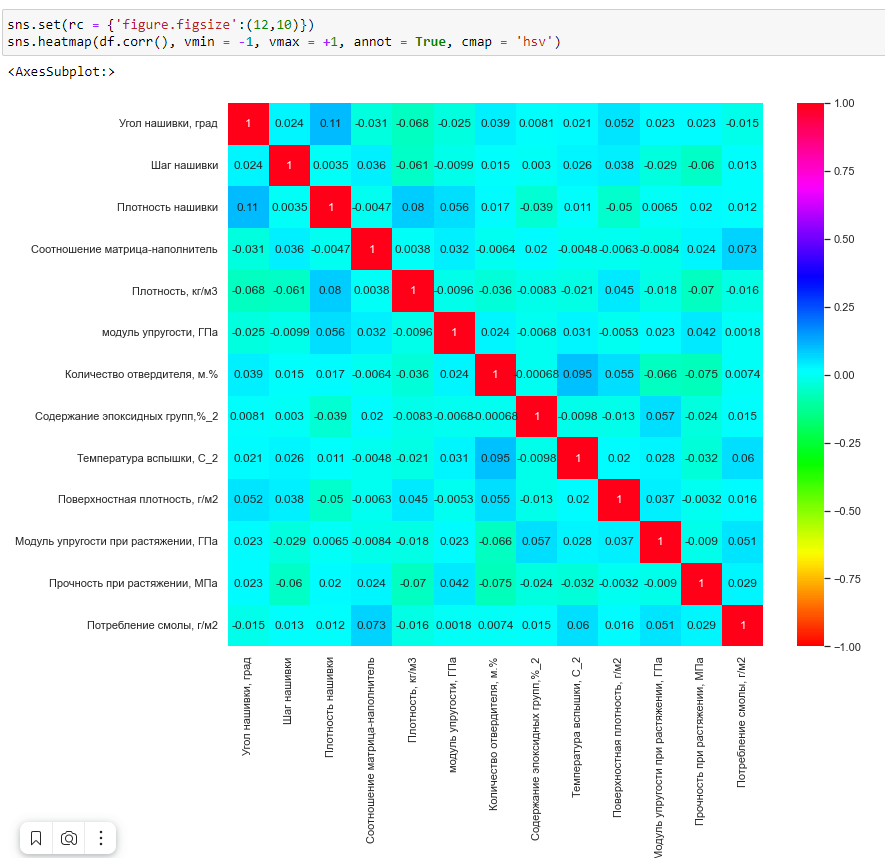 sns.set(rc = {'figure.figsize':(12,10)})
sns.heatmap(df.corr(), vmin = -1, vmax = +1, annot = True, cmap = 'hsv')
<AxesSubplot:>
Угол нашивки, град 1 0.024 0.11 -0.031 -0.068 -0.025 0.039 0.0081 0.021 0.052 0.023 0.023 -0.015
Шаг нашивки 0.024 1 0.0035 0.036 -0.061 -0.0099 0.015 0.003 0.026 0.038 -0.029 -0.06 0.013
Плотность нашивки 0.11 0.0035 1 -0.0047 0.08 0.056 0.017 -0.039 0.011 -0.05 0.0065 0.02 0.012
Соотношение матрица-наполнитель -0.031 0.036 -0.0047 1 0.0038 0.032 -0.0064 0.02 -0.0048 -0.0063 -0.0084 0.024 0.073
Плотность, кг/м3 -0.068 -0.061 0.08 0.0038 1 -0.0096 -0.036 -0.0083 -0.021 0.045 -0.018 -0.07 -0.016
модуль упругости, ГПа -0.025 -0.0099 0.056 0.032 -0.0096 1 0.024 -0.0068 0.031 -0.0053 0.023 0.042 0.0018
Количество отвердителя, м.% 0.039 0.015 0.017 -0.0064 -0.036 0.024 1 -0.00068 0.095 0.055 -0.066 -0.075 0.0074
Содержание эпоксидных групп,%_2 0.0081 0.003 -0.039 0.02 -0.0083 -0.0068 -0.00068 1 -0.0098 -0.013 0.057 -0.024 0.015
Температура вспышки, С_2 0.021 0.026 0.011 -0.0048 -0.021 0.031 0.095 -0.0098 1 0.02 0.028 -0.032 0.06
Поверхностная плотность, г/м2 0.052 0.038 -0.05 -0.0063 0.045 -0.0053 0.055 -0.013 0.02 1 0.037 -0.0032 0.016
Модуль упругости при растяжении, ГПа 0.023 -0.029 0.0065 -0.0084 -0.018 0.023 -0.066 0.057 0.028 0.037 1 -0.009 0.051
Прочность при растяжении, МПа 0.023 -0.06 0.02 0.024 -0.07 0.042 -0.075 -0.024 -0.032 -0.0032 -0.009 1 0.029
Потребление смолы, г/м2 -0.015 0.013 0.012 0.073 -0.016 0.0018 0.0074 0.015 0.06 0.016 0.051 0.029 1
Угол нашивки, град
Шаг нашивки
Плотность нашивки
Соотношение матрица-наполнитель
Плотность, кг/м3
модуль упругости, ГПа
Количество отвердителя, м.%
Содержание эпоксидных групп,%_2
Температура вспышки, С_2
Поверхностная плотность, г/м2
Модуль упругости при растяжении, ГПа
Прочность при растяжении, МПа
Потребление смолы, г/м2
1.00
0.75
0.50
0.25
0.00
−0.25
−0.50
−0.75
−1.00